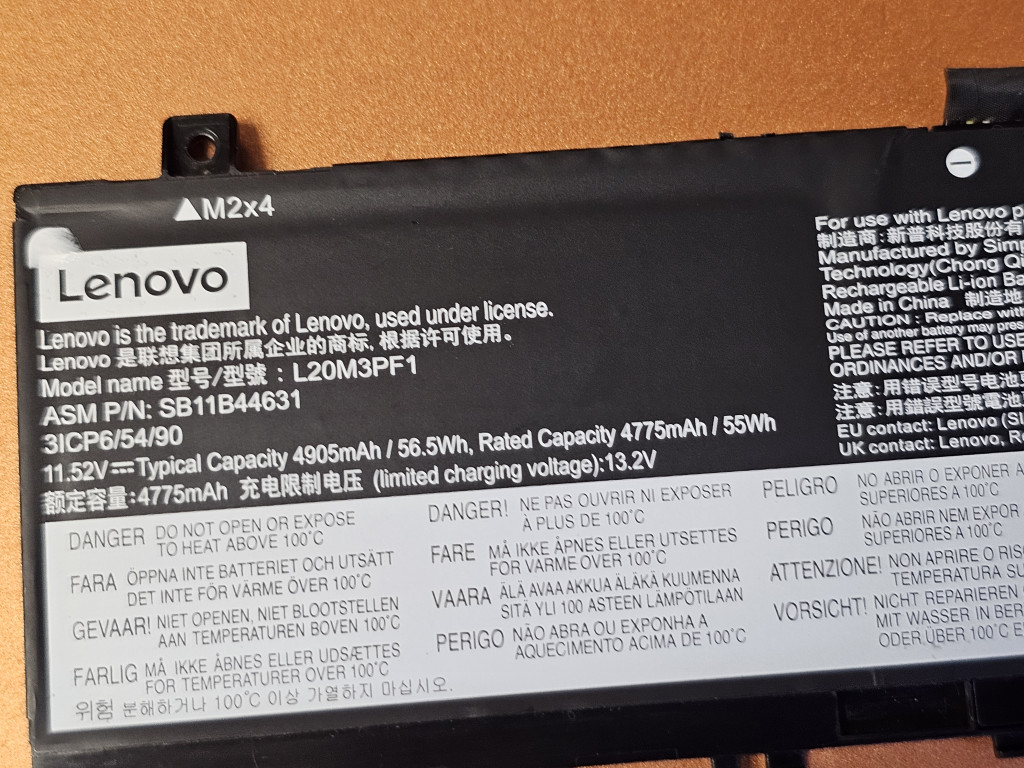 ▲M2x4
Lenovo
Lenovo is the trademark of Lenovo, used under license.
Lenovo 是联想集团所属企业的商标, 根据许可使用。
Model name 型号/型號 : L20M3PF1
ASM P/N: SB11B44631
3ICP6/54/90
11.52V⎓Typical Capacity 4905mAh / 56.5Wh, Rated Capacity 4775mAh / 55Wh
额定容量:4775mAh 充电限制电压 (limited charging voltage):13.2V
For use with Lenovo
制造商:新普科技股份有
Manufactured by
Technology(Chong
Rechargeable Li-ion
Made in China 制造地
CAUTION : Replace with
Use of another battery may
PLEASE REFER TO USE
ORDINANCES AND/OR
注意: 用错误型号电池
注意: 用錯誤型號電池
EU contact: Lenovo
UK contact: Lenovo,
DANGER DO NOT OPEN OR EXPOSE
TO HEAT ABOVE 100°C
FARA ÖPPNA INTE BATTERIET OCH UTSÄTT
DET INTE FÖR VÄRME ÖVER 100°C
GEVAAR! NIET OPENEN, NIET BLOOTSTELLEN
AAN TEMPERATUREN BOVEN 100°C
FARLIG MÅ IKKE ÅBNES ELLER UDSÆTTES
FOR TEMPERATURER OVER 100°C
위험 분해하거나 100°C 이상 가열하지 마십시오.
DANGER! NE PAS OUVRIR NI EXPOSER
À PLUS DE 100°C
FARE MÅ IKKE ÅPNES ELLER UTSETTES
FOR VARME OVER 100°C
VAARA ÄLÄ AVAA AKKUA ÄLÄKÄ KUUMENNA
SITÄ YLI 100 ASTEEN LÄMPÖTILAAN
PERIGO NÃO ABRA OU EXPONHA A
AQUECIMENTO ACIMA DE 100°C
PELIGRO NO ABRIR O EXPONER A
SUPERIORES A 100°C
PERIGO NÃO ABRIR NEM EXPOR
SUPERIORES A 100°C
ATTENZIONE! NON APRIRE O
TEMPERATURA
VORSICHT! NICHT REPARIEREN
MIT WASSER IN
ODER ÜBER 100°C